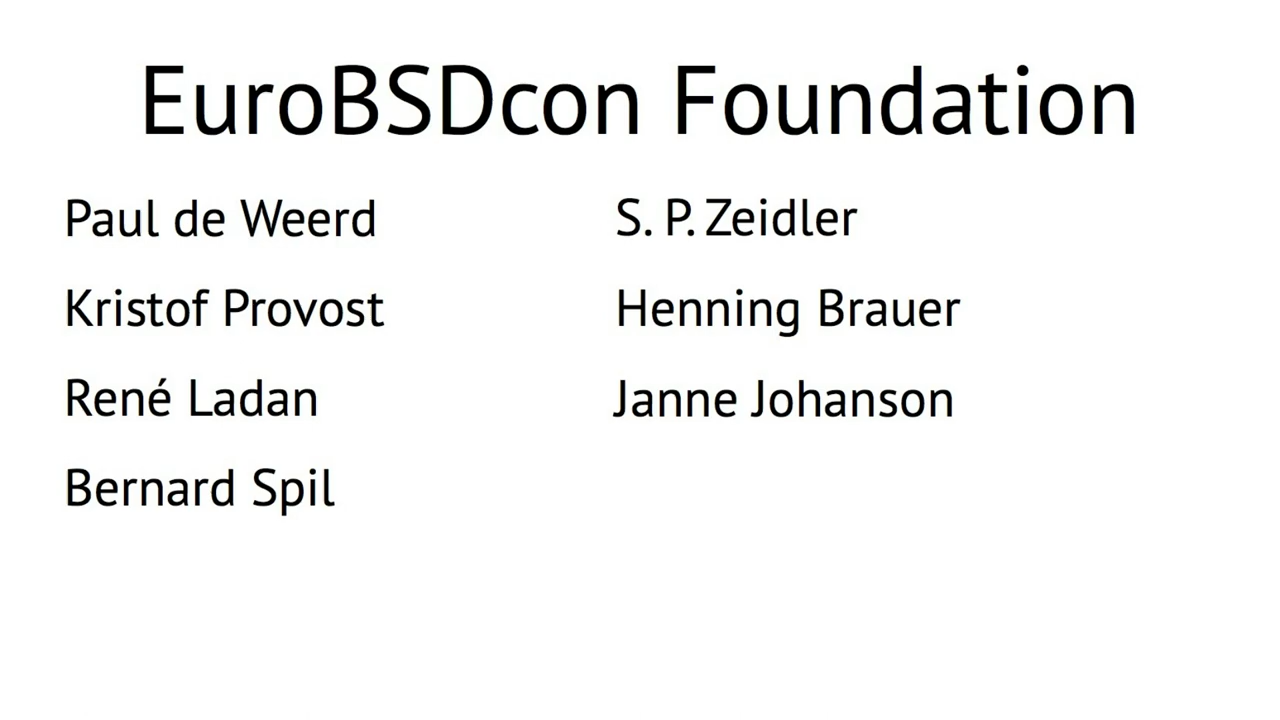 EuroBSDcon Foundation
Paul de Weerd
Kristof Provost
René Ladan
Bernard Spil
S. P. Zeidler
Henning Brauer
Janne Johanson